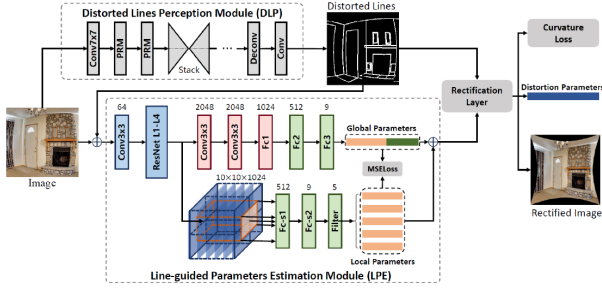 Distorted Lines Perception Module (DLP)
Distorted Lines
Conv7x7
PRM
PRM
Stack
...
Deconv
Conv
Curvature
Loss
Rectification
Layer
Distortion Parameters
Image
64
Conv3x3
ResNet L1-L4
2048
Conv3x3
2048
Conv3x3
1024
Fc1
512
Fc2
9
Fc3
Global Parameters
MSELoss
10×10×1024
512
Fc-s1
9
Fc-s2
5
Filter
Local Parameters
Rectified Image
Line-guided Parameters Estimation Module (LPE)